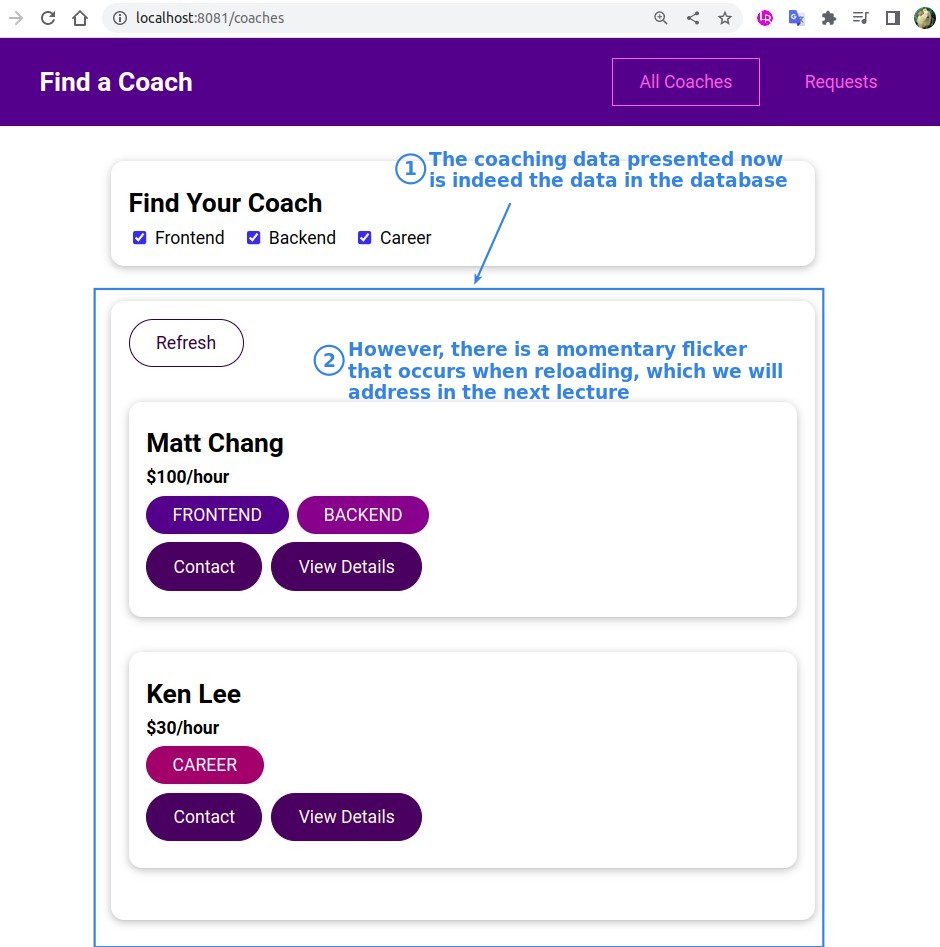 localhost:8081/coaches
Find a Coach
All Coaches
Requests
1 The coaching data presented now
is indeed the data in the database
Find Your Coach
Frontend
Backend
Career
Refresh
2 However, there is a momentary flicker
that occurs when reloading, which we will
address in the next lecture
Matt Chang
$100/hour
FRONTEND
BACKEND
Contact
View Details
Ken Lee
$30/hour
CAREER
Contact
View Details